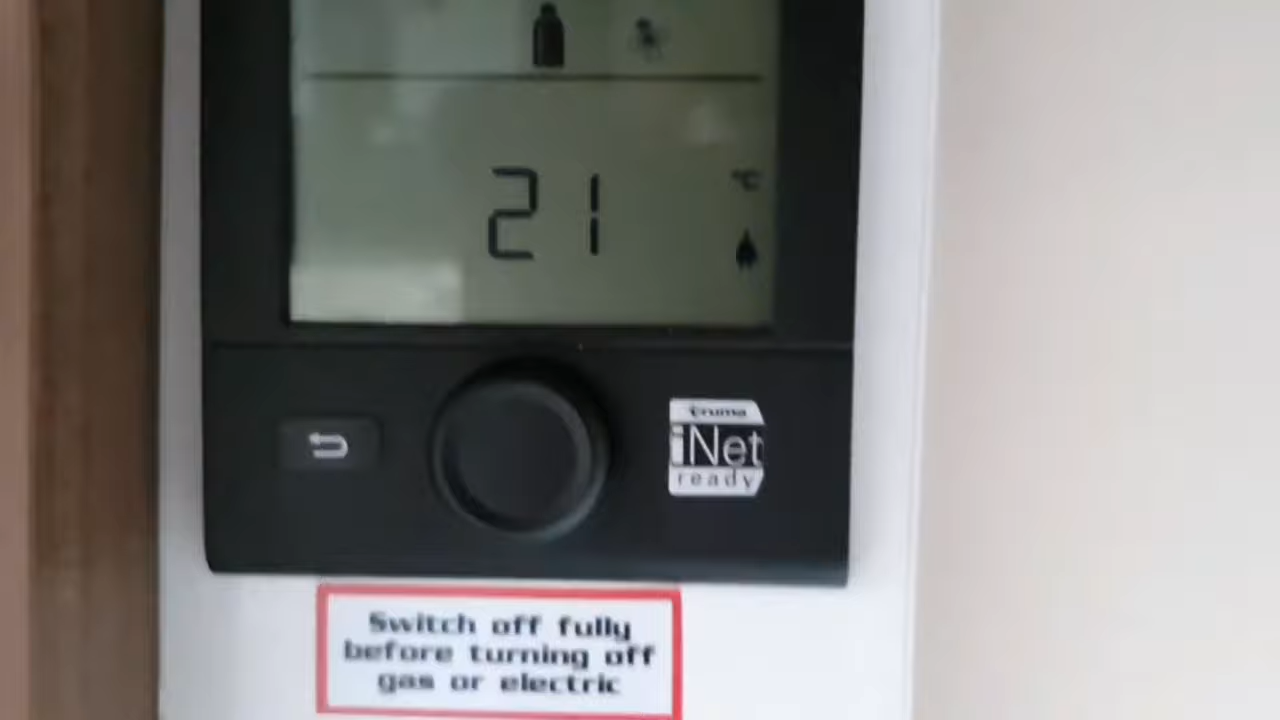 21
°C
truma
iNet
ready
Switch off fully
before turning off
gas or electric